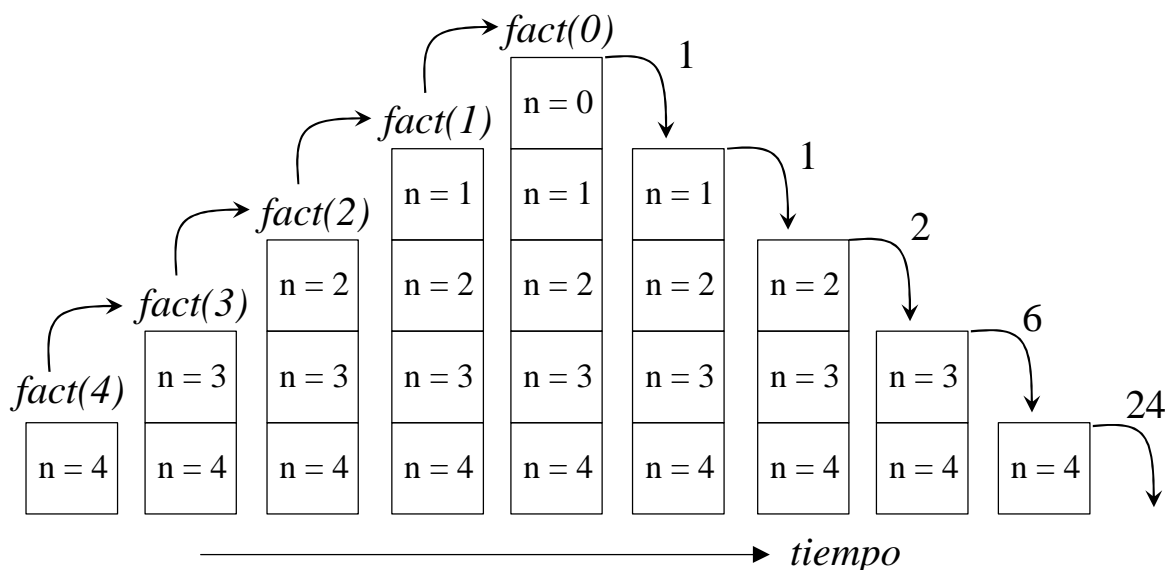 fact(0)
1
n = 0
fact(1)
1
n = 1
n = 1
n = 1
fact(2)
2
n = 2
n = 2
n = 2
n = 2
n = 2
fact(3)
6
n = 3
n = 3
n = 3
n = 3
n = 3
n = 3
n = 3
fact(4)
24
n = 4
n = 4
n = 4
n = 4
n = 4
n = 4
n = 4
n = 4
n = 4
tiempo